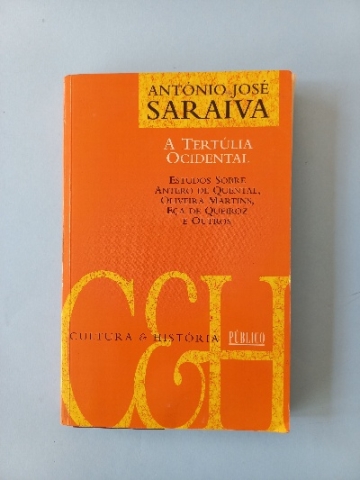 ANTÓNIO JOSÉ
SARAIVA
A TERTÚLIA
OCIDENTAL
ESTUDOS SOBRE
ANTERO DE QUENTAL,
OLIVEIRA MARTINS,
EÇA DE QUEIROZ
E OUTROS
C&H
CULTURA & HISTÓRIA
PÚBLICO